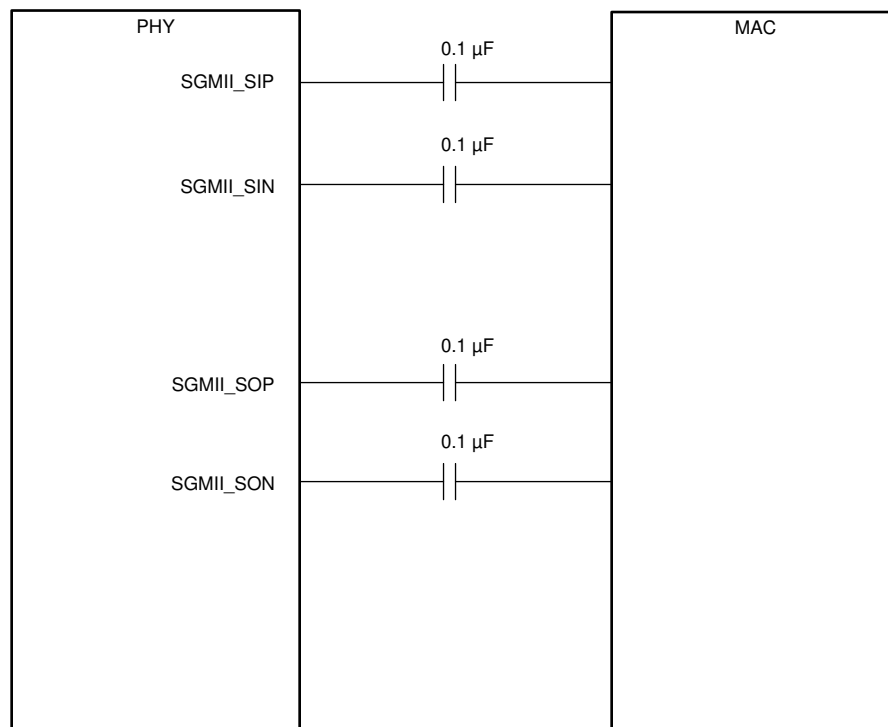 PHY
MAC
0.1 µF
SGMII_SIP
0.1 µF
SGMII_SIN
0.1 µF
SGMII_SOP
0.1 µF
SGMII_SON